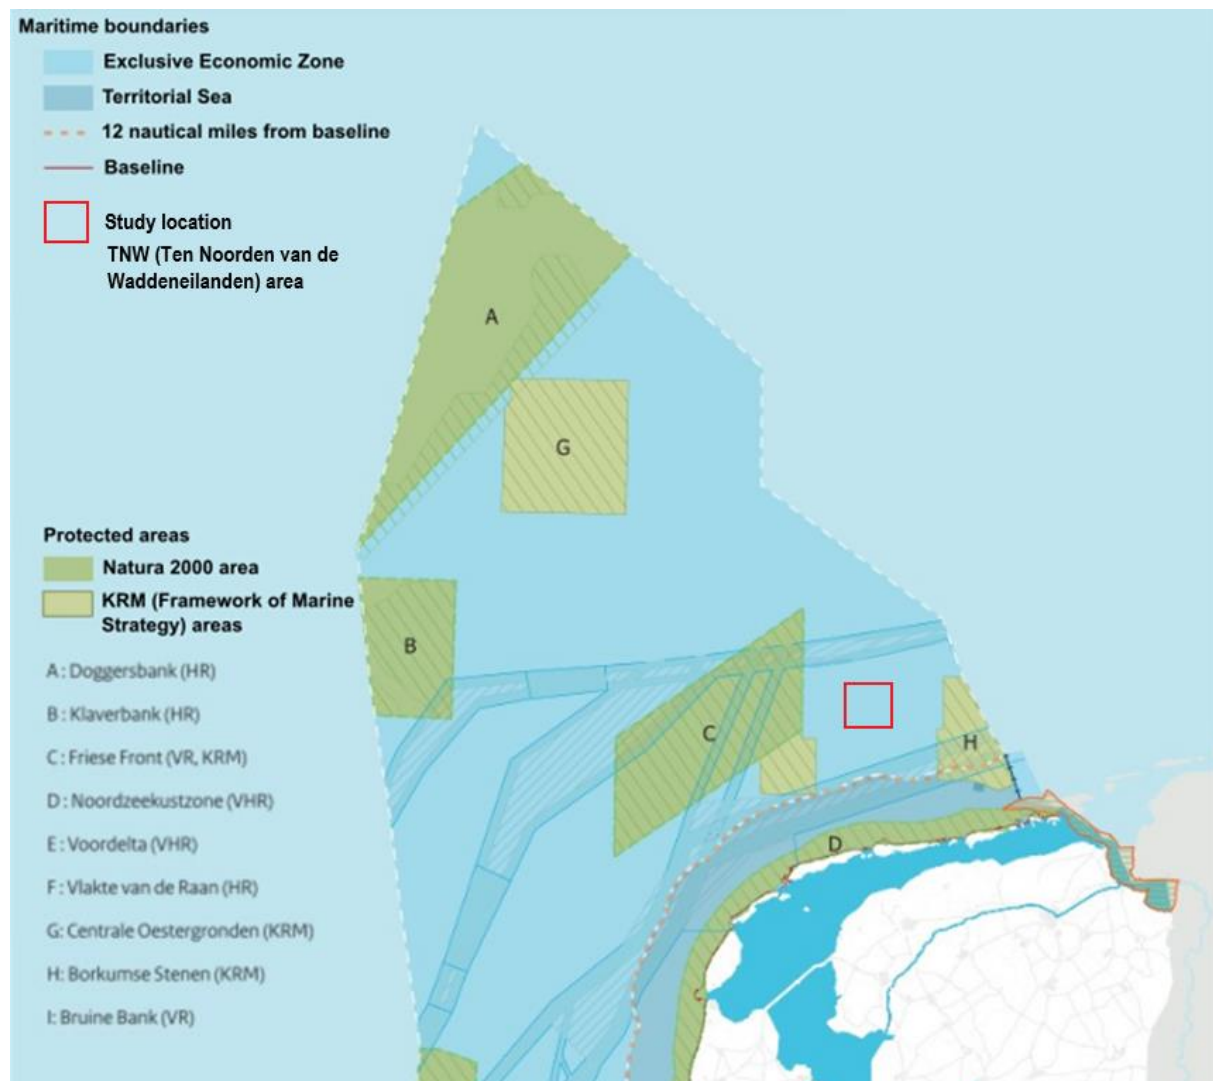 Maritime boundaries
Exclusive Economic Zone
Territorial Sea
12 nautical miles from baseline
Baseline
Study location
TNW (Ten Noorden van de
Waddeneilanden) area
A
G
Protected areas
Natura 2000 area
KRM (Framework of Marine
Strategy) areas
B
C
H
D
A : Doggersbank (HR)
B : Klaverbank (HR)
C : Friese Front (VR, KRM)
D : Noordzeekustzone (VHR)
E : Voordelta (VHR)
F : Vlakte van de Raan (HR)
G: Centrale Oestergronden (KRM)
H: Borkumse Stenen (KRM)
I: Bruine Bank (VR)